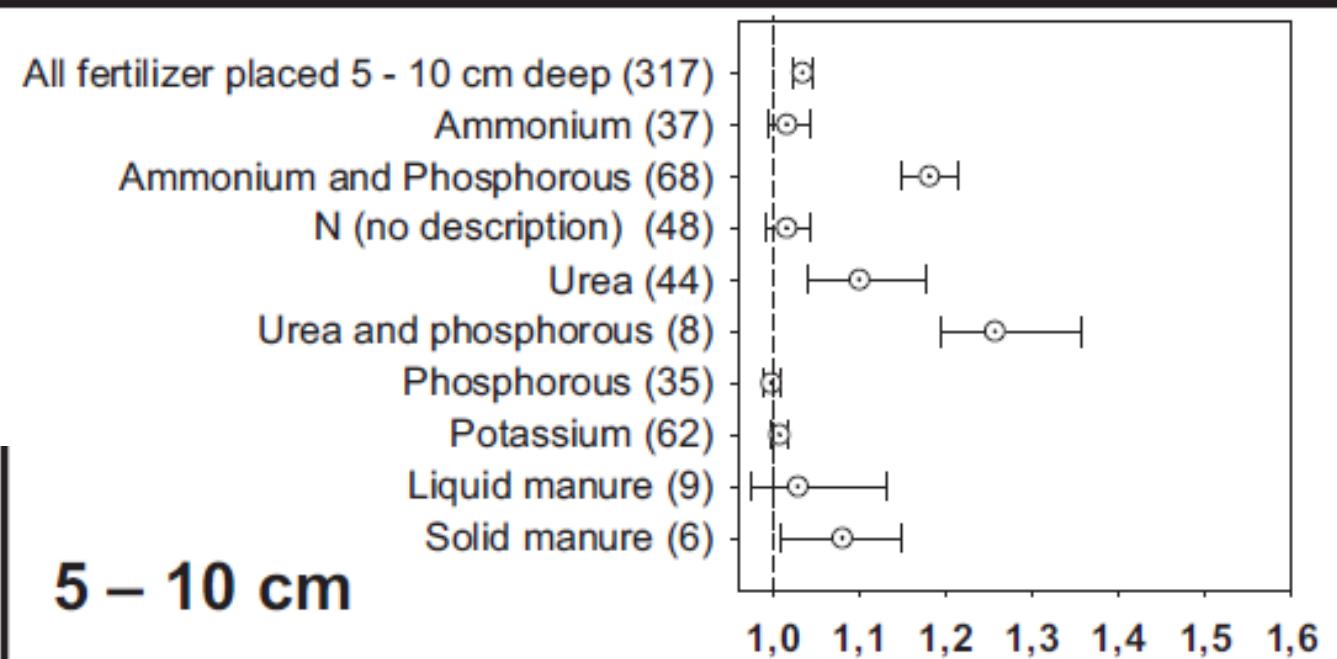 All fertilizer placed 5 - 10 cm deep (317)
Ammonium (37)
Ammonium and Phosphorous (68)
N (no description) (48)
Urea (44)
Urea and phosphorous (8)
Phosphorous (35)
Potassium (62)
Liquid manure (9)
Solid manure (6)
5 – 10 cm
1,0 1,1 1,2 1,3 1,4 1,5 1,6